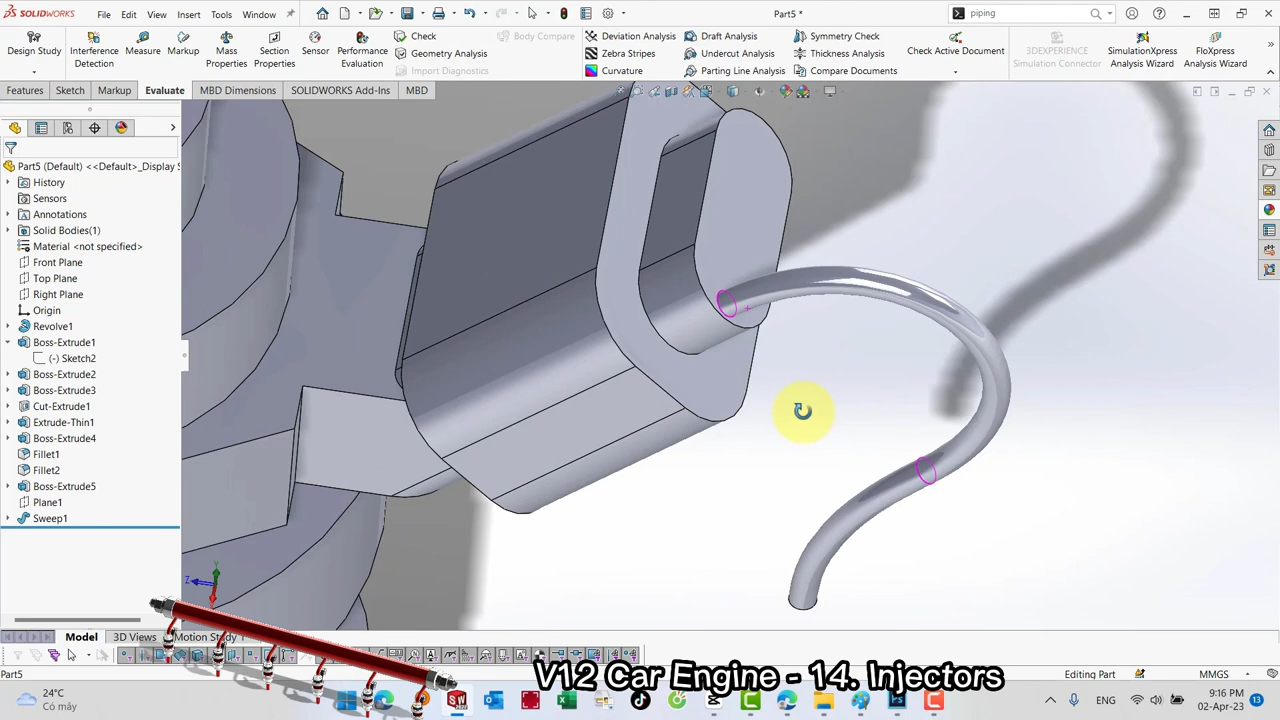 SOLIDWORKS File Edit View Insert Tools Window Part5 * piping
Design Study
Interference Detection
Measure
Markup
Mass Properties
Section Properties
Sensor
Performance Evaluation
Check
Geometry Analysis
Import Diagnostics
Body Compare
Deviation Analysis
Zebra Stripes
Curvature
Draft Analysis
Undercut Analysis
Parting Line Analysis
Symmetry Check
Thickness Analysis
Compare Documents
Check Active Document
3DEXPERIENCE Simulation Connector
SimulationXpress Analysis Wizard
FloXpress Analysis Wizard
Features Sketch Markup Evaluate MBD Dimensions SOLIDWORKS Add-Ins MBD
Part5 (Default) <<Default>_Display S
History
Sensors
Annotations
Solid Bodies(1)
Material <not specified>
Front Plane
Top Plane
Right Plane
Origin
Revolve1
Boss-Extrude1
(-) Sketch2
Boss-Extrude2
Boss-Extrude3
Cut-Extrude1
Extrude-Thin1
Boss-Extrude4
Fillet1
Fillet2
Boss-Extrude5
Plane1
Sweep1
Y
Z
Model 3D Views Motion Study 1
Part5 Editing Part MMGS
V12 Car Engine - 14. Injectors
24°C
Có mây
9:16 PM
02-Apr-23
13